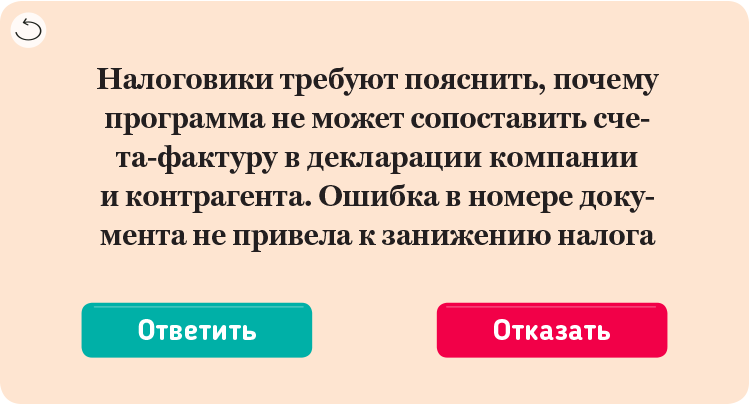 Налоговики требуют пояснить, почему
программа не может сопоставить сче-
та-фактуру в декларации компании
и контрагента. Ошибка в номере доку-
мента не привела к занижению налога
Ответить
Отказать